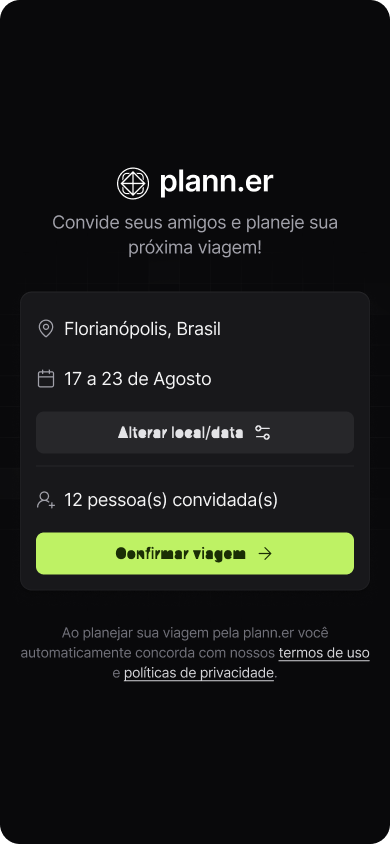 plann.er
Convide seus amigos e planeje sua
próxima viagem!
Florianópolis, Brasil
17 a 23 de Agosto
Alterar local/data
12 pessoa(s) convidada(s)
Confirmar viagem
Ao planejar sua viagem pela plann.er você
automaticamente concorda com nossos termos de uso
e políticas de privacidade.